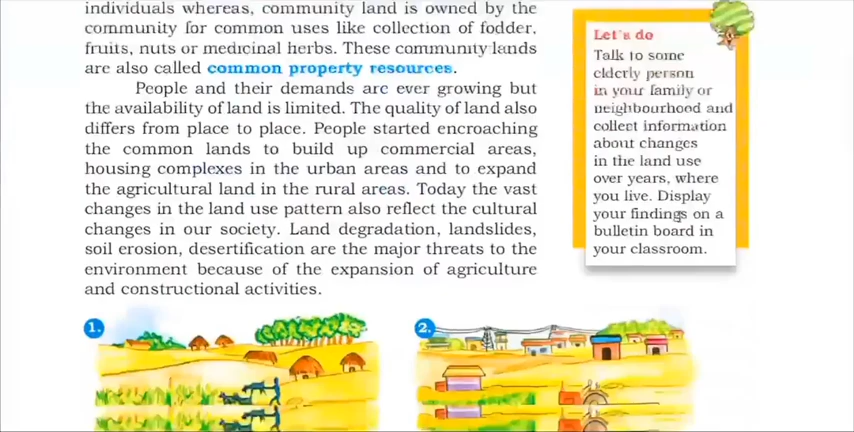 individuals whereas, community land is owned by the
community for common uses like collection of fodder,
fruits, nuts or medicinal herbs. These community lands
are also called common property resources.
People and their demands are ever growing but
the availability of land is limited. The quality of land also
differs from place to place. People started encroaching
the common lands to build up commercial areas,
housing complexes in the urban areas and to expand
the agricultural land in the rural areas. Today the vast
changes in the land use pattern also reflect the cultural
changes in our society. Land degradation, landslides,
soil erosion, desertification are the major threats to the
environment because of the expansion of agriculture
and constructional activities.
Let's do
Talk to some
elderly person
in your family or
neighbourhood and
collect information
about changes
in the land use
over years, where
you live. Display
your findings on a
bulletin board in
your classroom.
1.
2.